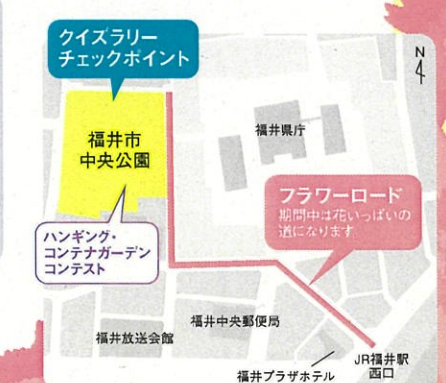 クイズラリー
チェックポイント
N
福井市
中央公園
福井県庁
フラワーロード
期間中は花いっぱいの
道になります
ハンギング・
コンテナガーデン
コンテスト
福井中央郵便局
福井放送会館
JR福井駅
西口
福井プラザホテル